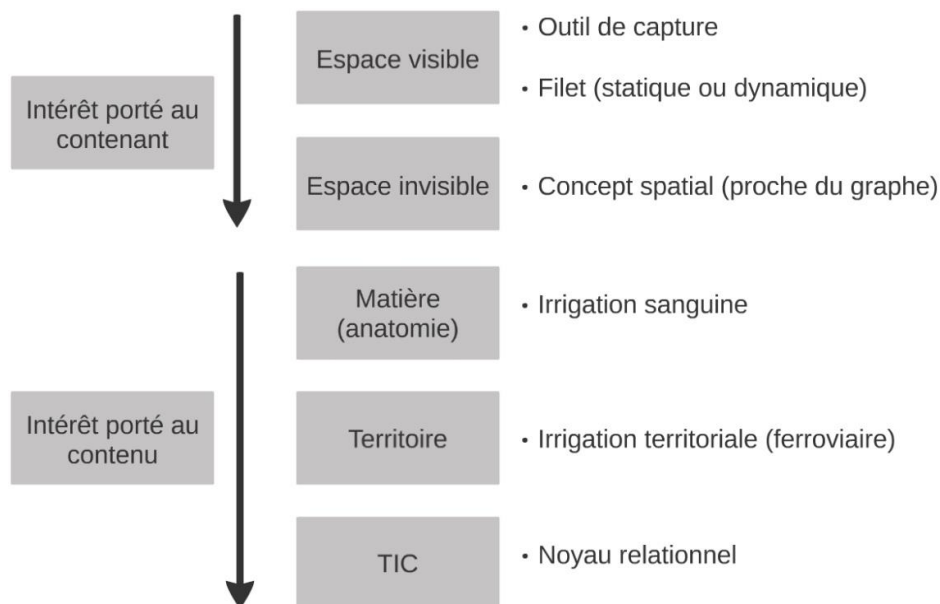 Espace visible
• Outil de capture
• Filet (statique ou dynamique)
Intérêt porté au
contenant
Espace invisible
• Concept spatial (proche du graphe)
Matière
(anatomie)
• Irrigation sanguine
Intérêt porté au
contenu
Territoire
• Irrigation territoriale (ferroviaire)
TIC
• Noyau relationnel